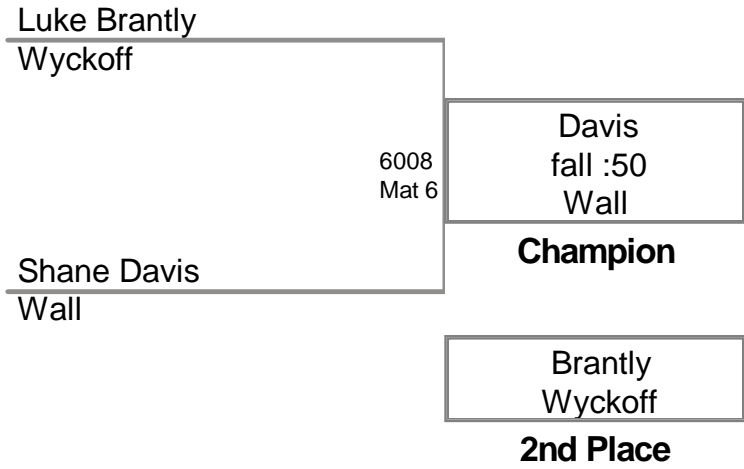 Luke Brantly
Wyckoff
Davis
fall :50
Wall
6008
Mat 6
Champion
Shane Davis
Wall
Brantly
Wyckoff
2nd Place